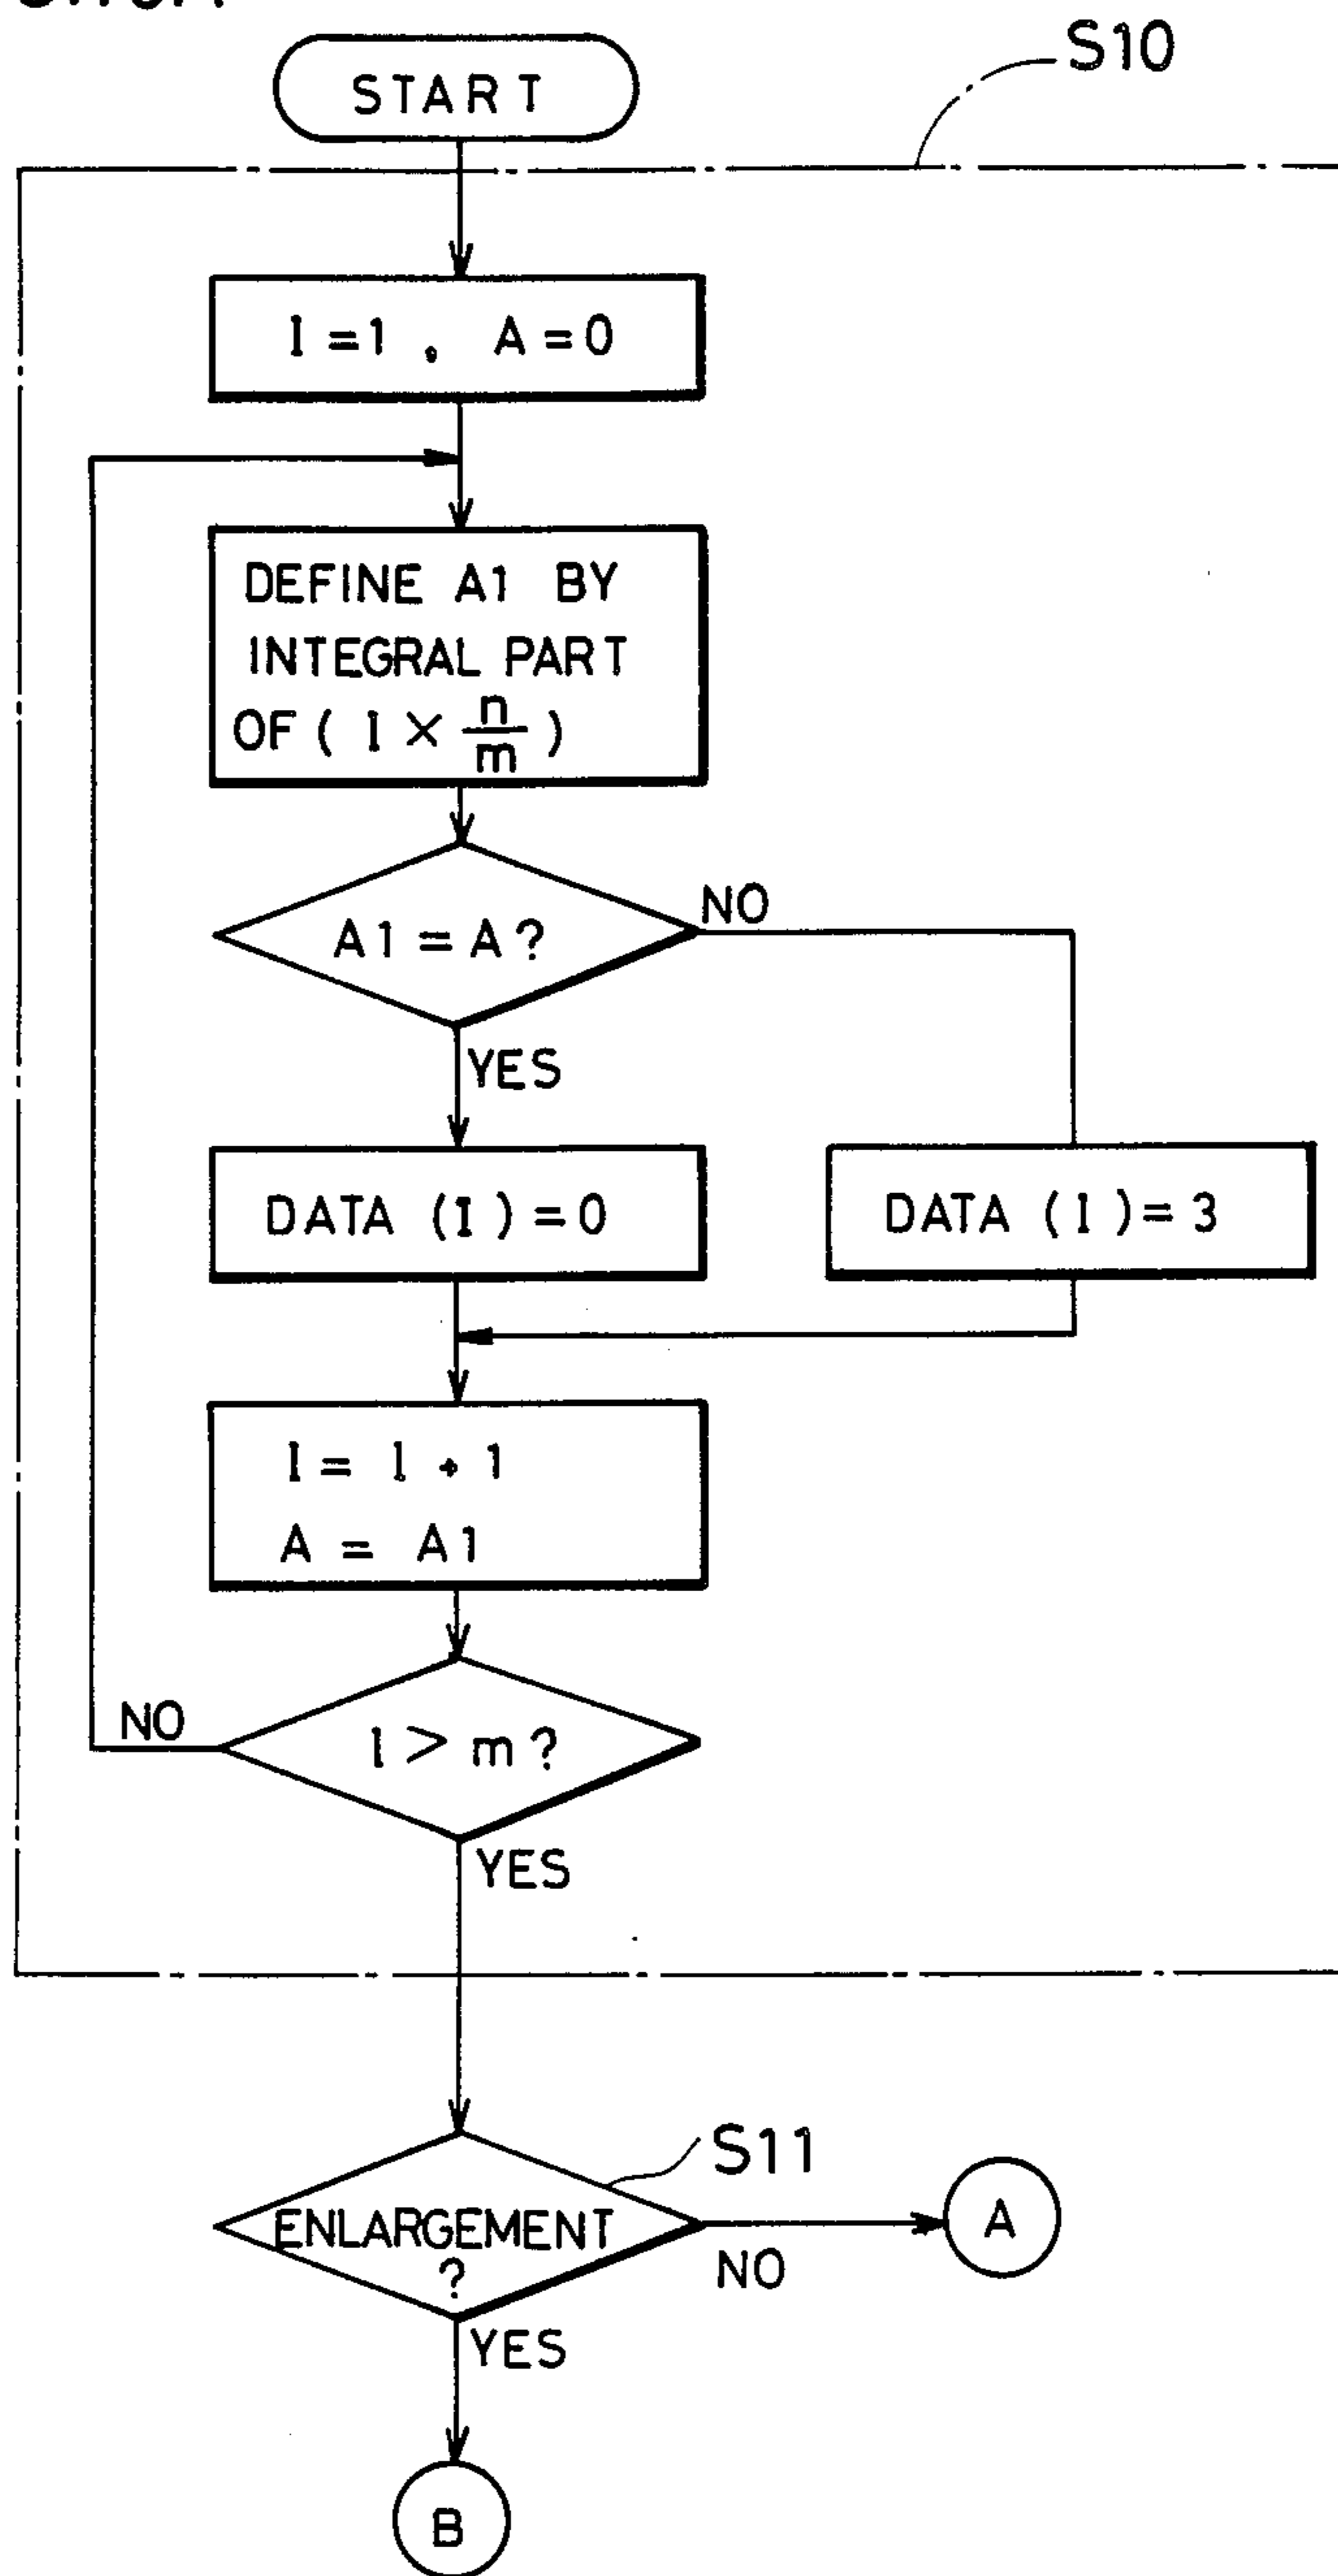 S10
START
I = 1 , A = 0
DEFINE A1 BY
INTEGRAL PART
OF ( I × n/m )
A1 = A ?
NO
YES
DATA (I) = 0
DATA (I) = 3
I = I + 1
A = A1
I > m ?
NO
YES
S11
ENLARGEMENT
?
NO
A
YES
B